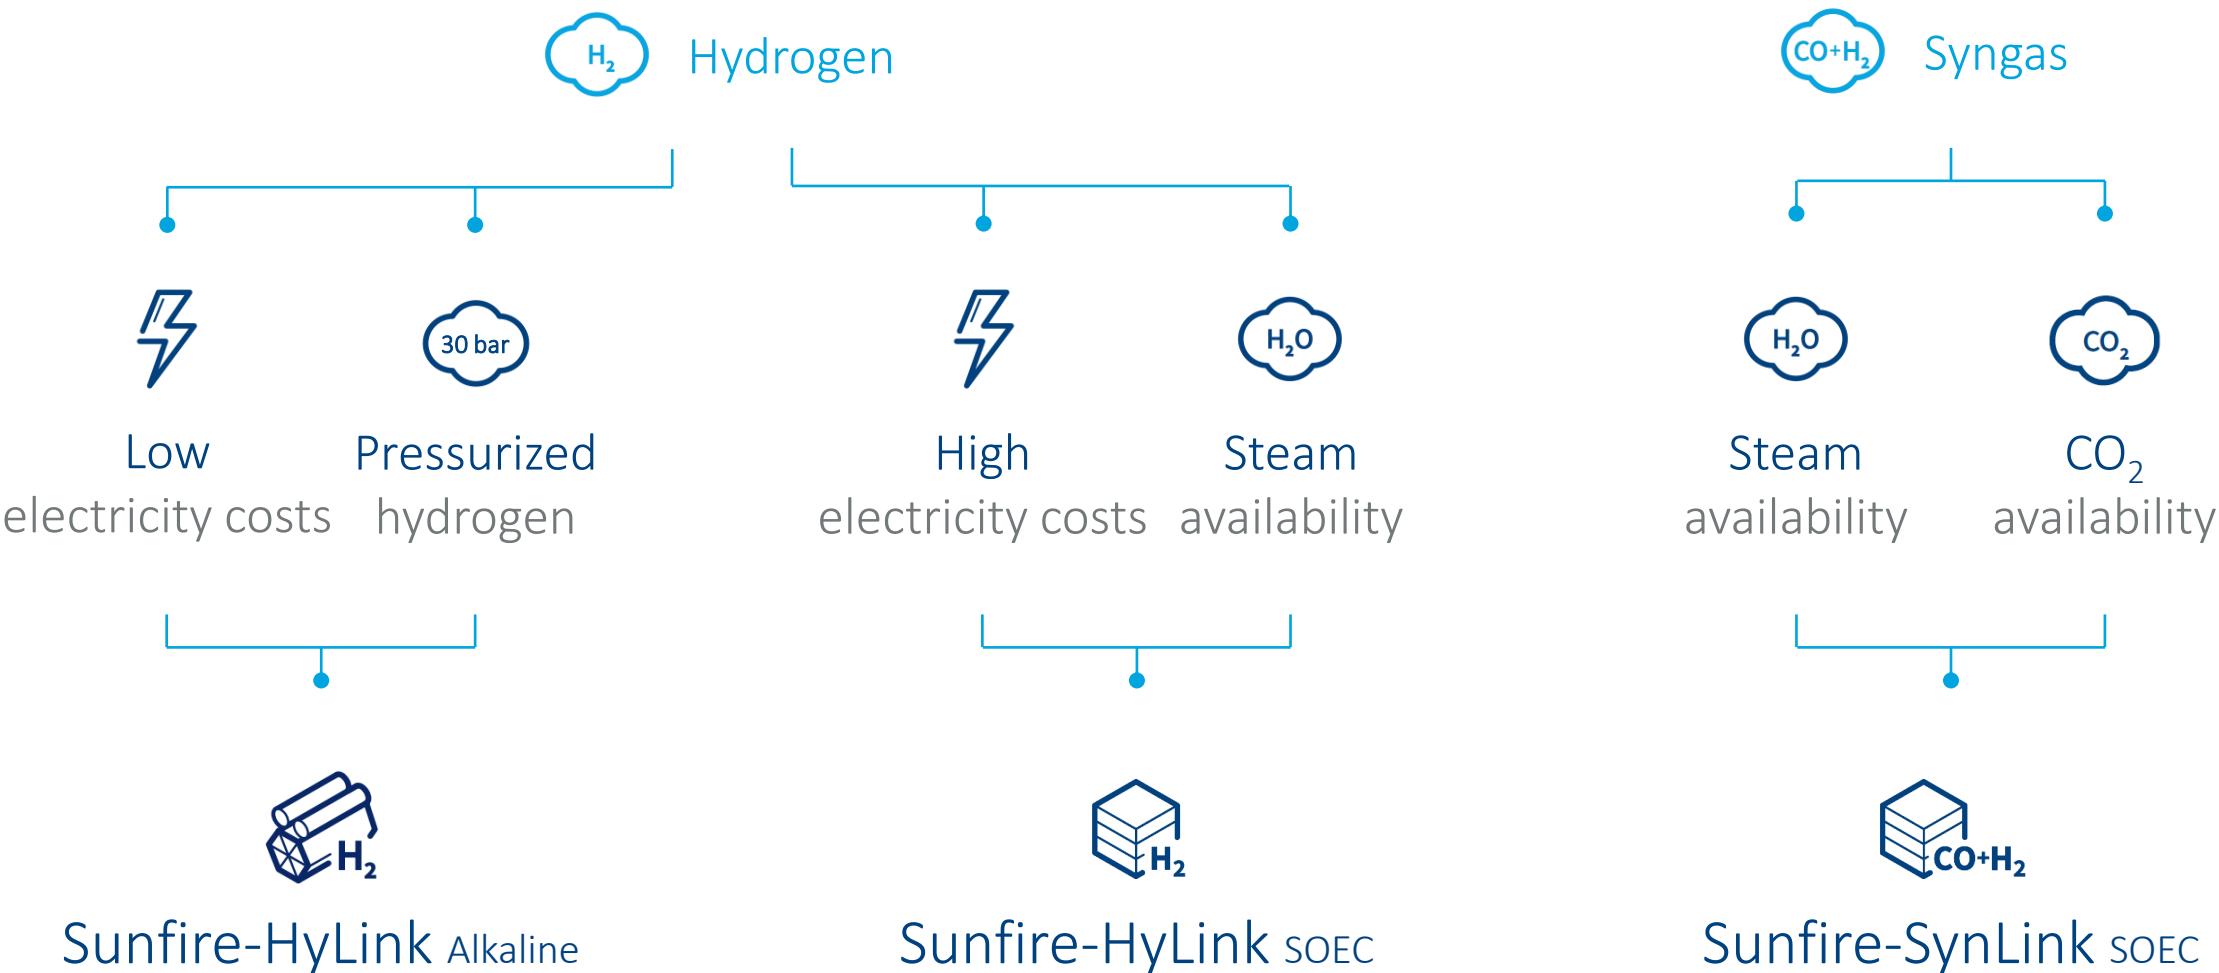 H₂ Hydrogen
CO+H₂ Syngas
30 bar
H₂O
H₂O
CO₂
Low
electricity costs
Pressurized
hydrogen
High
electricity costs
Steam
availability
Steam
availability
CO₂
availability
H₂
H₂
CO+H₂
Sunfire-HyLink Alkaline
Sunfire-HyLink SOEC
Sunfire-SynLink SOEC